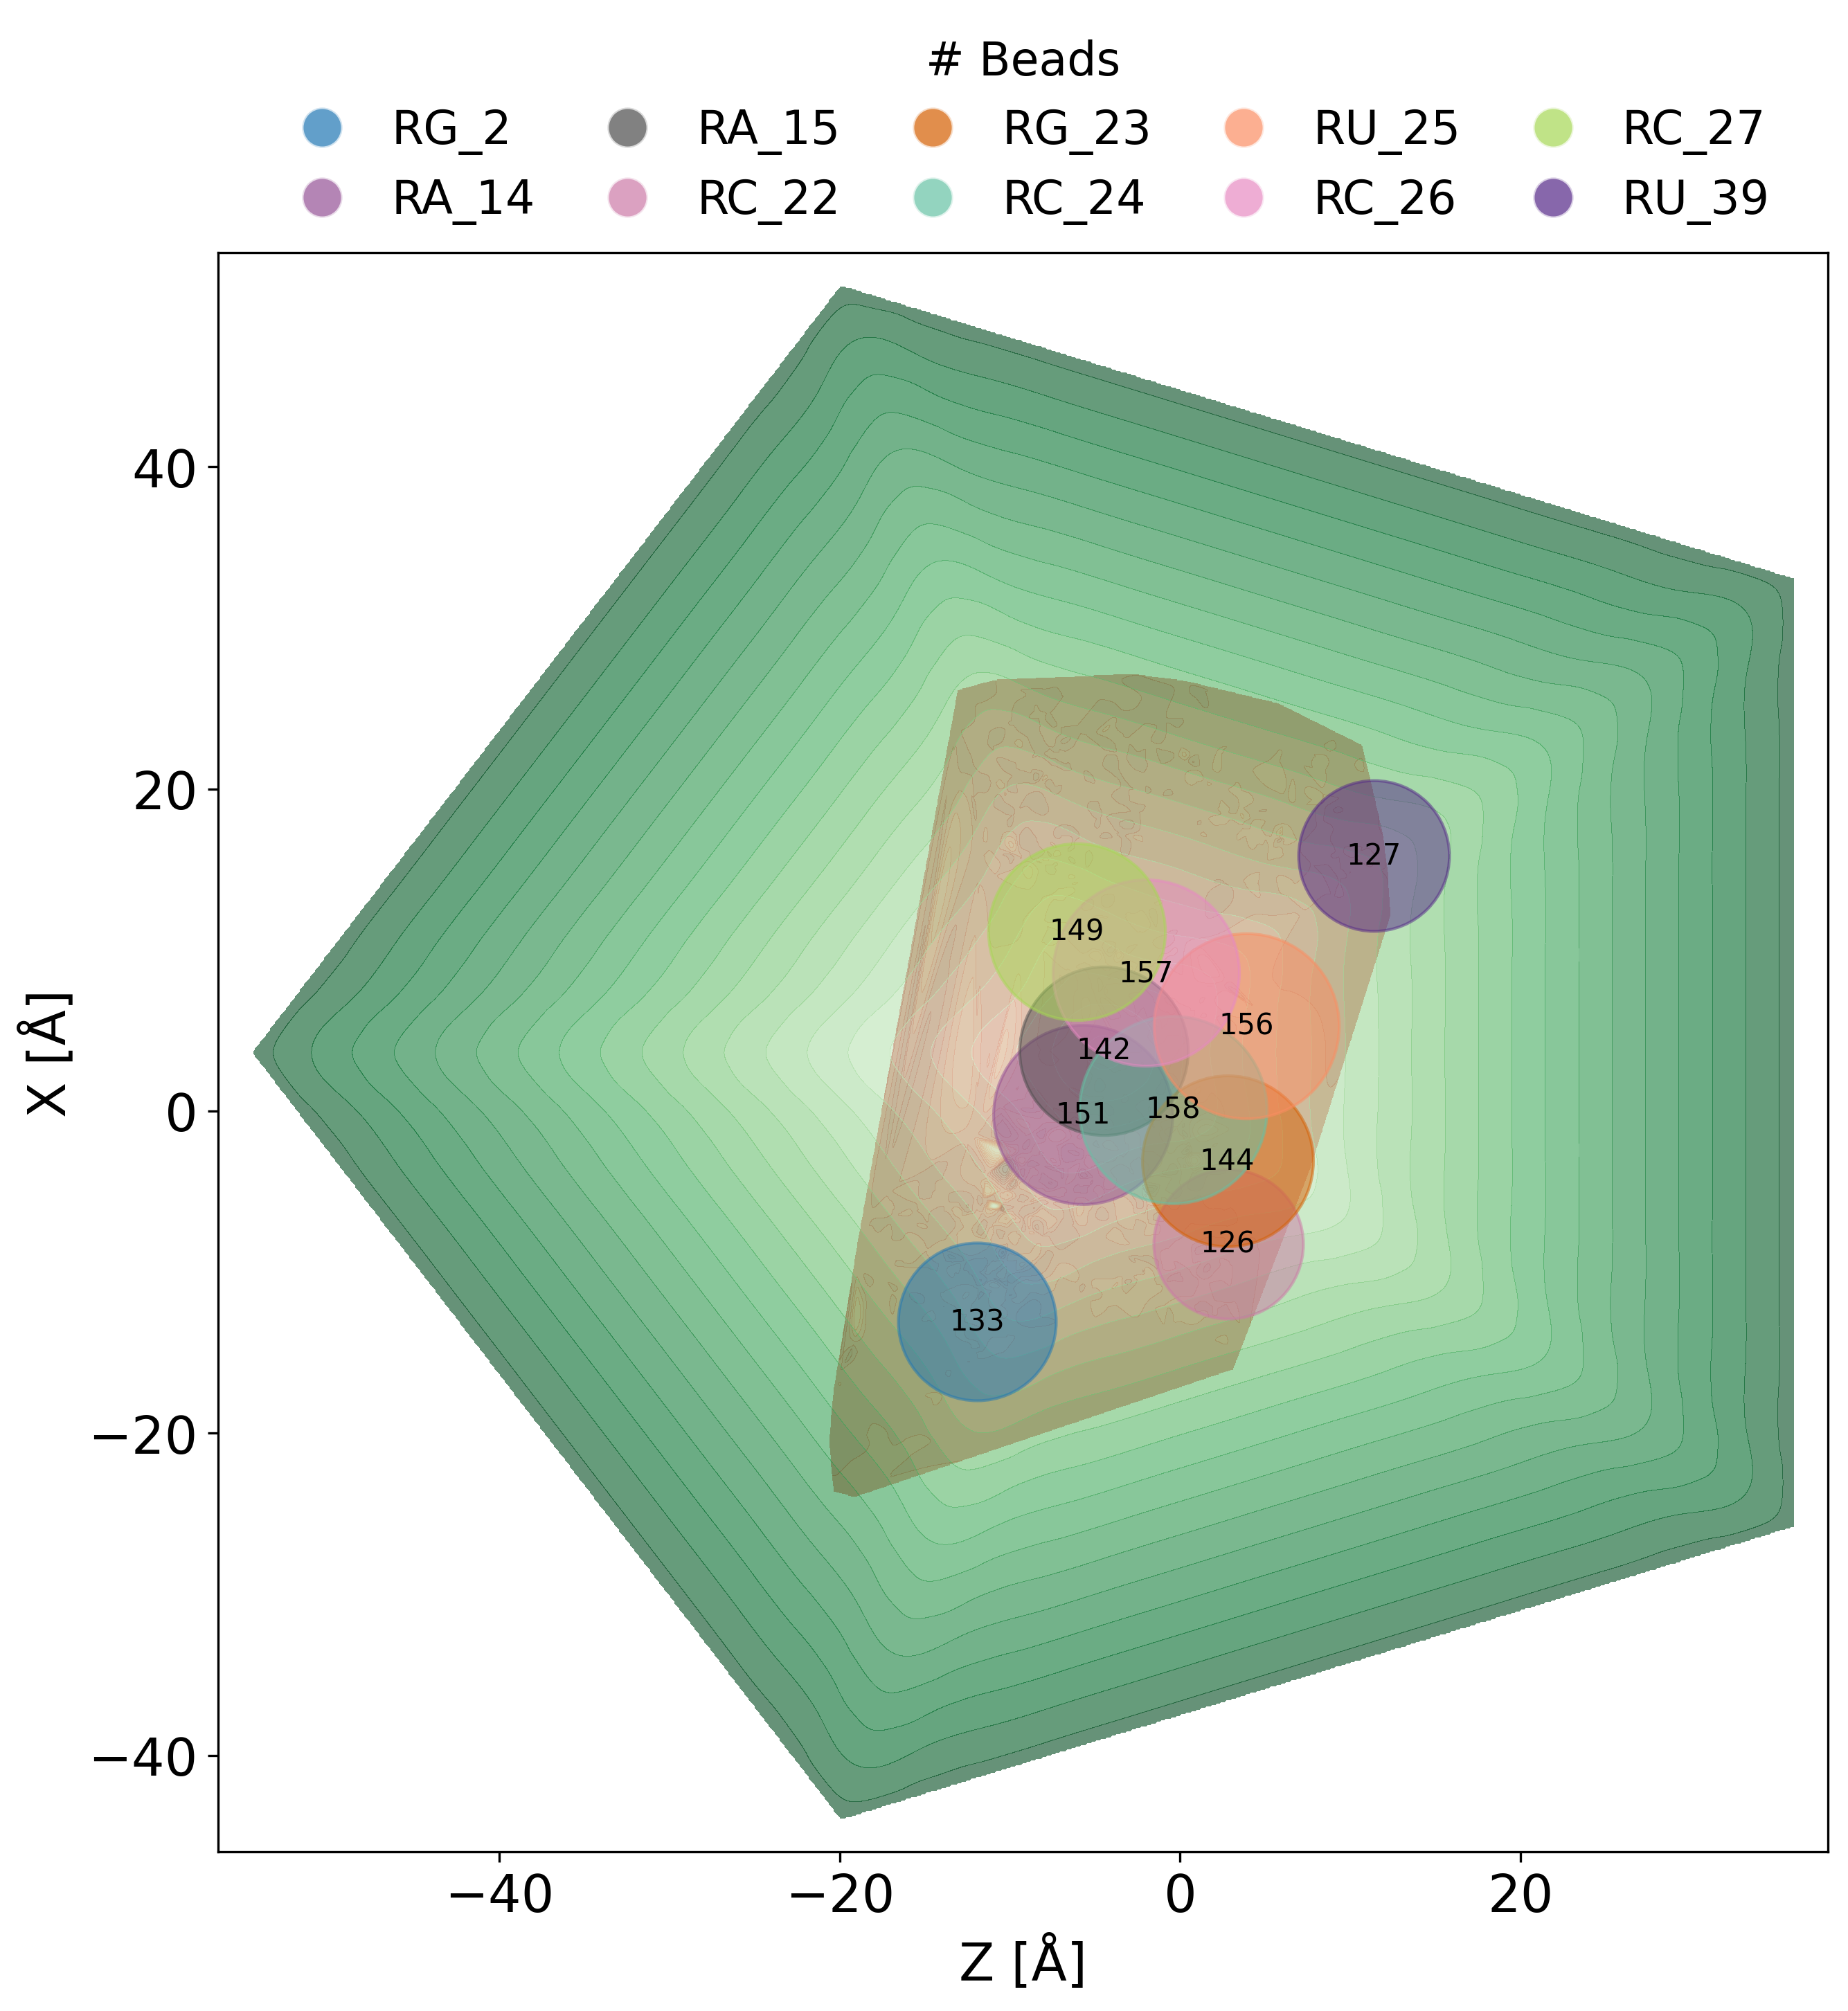 # Beads
RG_2 RA_15 RG_23 RU_25 RC_27
RA_14 RC_22 RC_24 RC_26 RU_39
40
20
127
149
157
156
142
X [Å]
0
151
158
144
126
133
−20
−40
−40 −20 0 20
Z [Å]